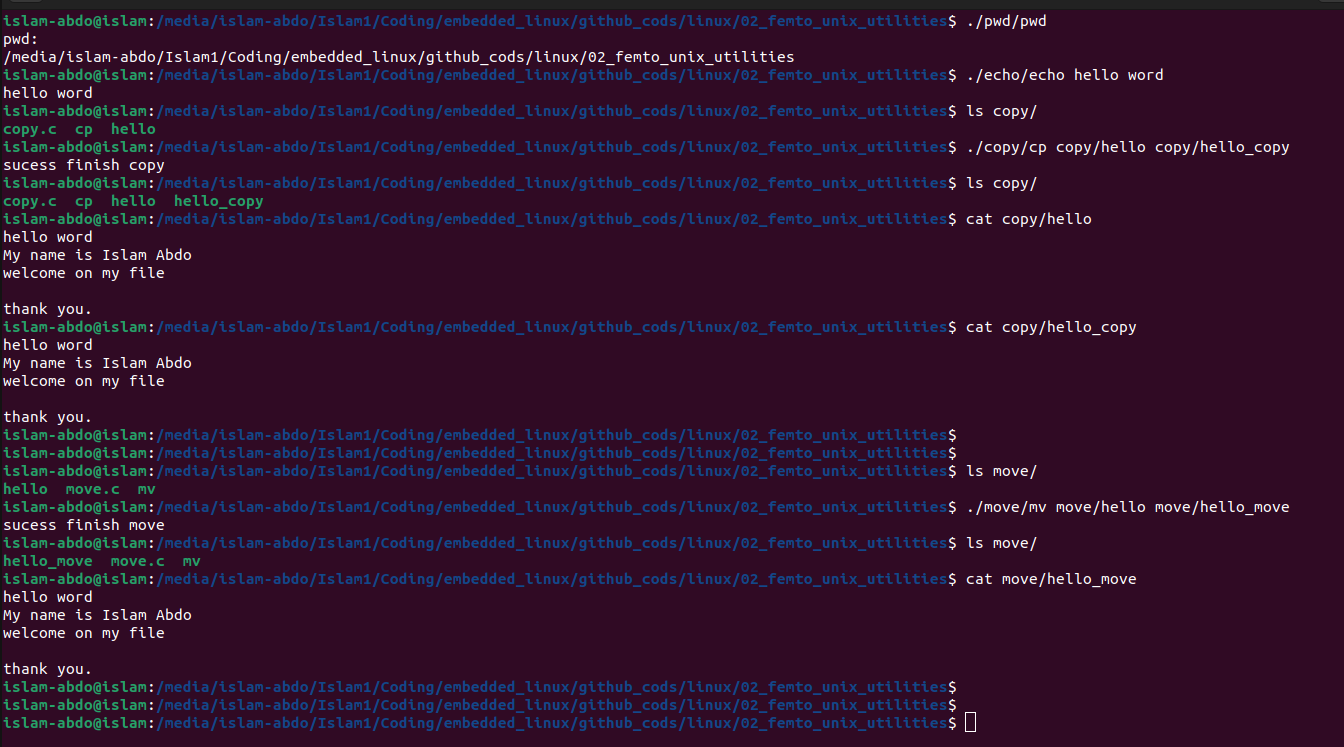 islam-abdo@islam:/media/islam-abdo/Islam1/Coding/embedded_linux/github_cods/linux/02_femto_unix_utilities$ ./pwd/pwd
pwd:
/media/islam-abdo/Islam1/Coding/embedded_linux/github_cods/linux/02_femto_unix_utilities
islam-abdo@islam:/media/islam-abdo/Islam1/Coding/embedded_linux/github_cods/linux/02_femto_unix_utilities$ ./echo/echo hello word
hello word
islam-abdo@islam:/media/islam-abdo/Islam1/Coding/embedded_linux/github_cods/linux/02_femto_unix_utilities$ ls copy/
copy.c  cp  hello
islam-abdo@islam:/media/islam-abdo/Islam1/Coding/embedded_linux/github_cods/linux/02_femto_unix_utilities$ ./copy/cp copy/hello copy/hello_copy
sucess finish copy
islam-abdo@islam:/media/islam-abdo/Islam1/Coding/embedded_linux/github_cods/linux/02_femto_unix_utilities$ ls copy/
copy.c  cp  hello  hello_copy
islam-abdo@islam:/media/islam-abdo/Islam1/Coding/embedded_linux/github_cods/linux/02_femto_unix_utilities$ cat copy/hello
hello word
My name is Islam Abdo
welcome on my file

thank you.
islam-abdo@islam:/media/islam-abdo/Islam1/Coding/embedded_linux/github_cods/linux/02_femto_unix_utilities$ cat copy/hello_copy
hello word
My name is Islam Abdo
welcome on my file

thank you.
islam-abdo@islam:/media/islam-abdo/Islam1/Coding/embedded_linux/github_cods/linux/02_femto_unix_utilities$
islam-abdo@islam:/media/islam-abdo/Islam1/Coding/embedded_linux/github_cods/linux/02_femto_unix_utilities$
islam-abdo@islam:/media/islam-abdo/Islam1/Coding/embedded_linux/github_cods/linux/02_femto_unix_utilities$ ls move/
hello  move.c  mv
islam-abdo@islam:/media/islam-abdo/Islam1/Coding/embedded_linux/github_cods/linux/02_femto_unix_utilities$ ./move/mv move/hello move/hello_move
sucess finish move
islam-abdo@islam:/media/islam-abdo/Islam1/Coding/embedded_linux/github_cods/linux/02_femto_unix_utilities$ ls move/
hello_move  move.c  mv
islam-abdo@islam:/media/islam-abdo/Islam1/Coding/embedded_linux/github_cods/linux/02_femto_unix_utilities$ cat move/hello_move
hello word
My name is Islam Abdo
welcome on my file

thank you.
islam-abdo@islam:/media/islam-abdo/Islam1/Coding/embedded_linux/github_cods/linux/02_femto_unix_utilities$
islam-abdo@islam:/media/islam-abdo/Islam1/Coding/embedded_linux/github_cods/linux/02_femto_unix_utilities$
islam-abdo@islam:/media/islam-abdo/Islam1/Coding/embedded_linux/github_cods/linux/02_femto_unix_utilities$